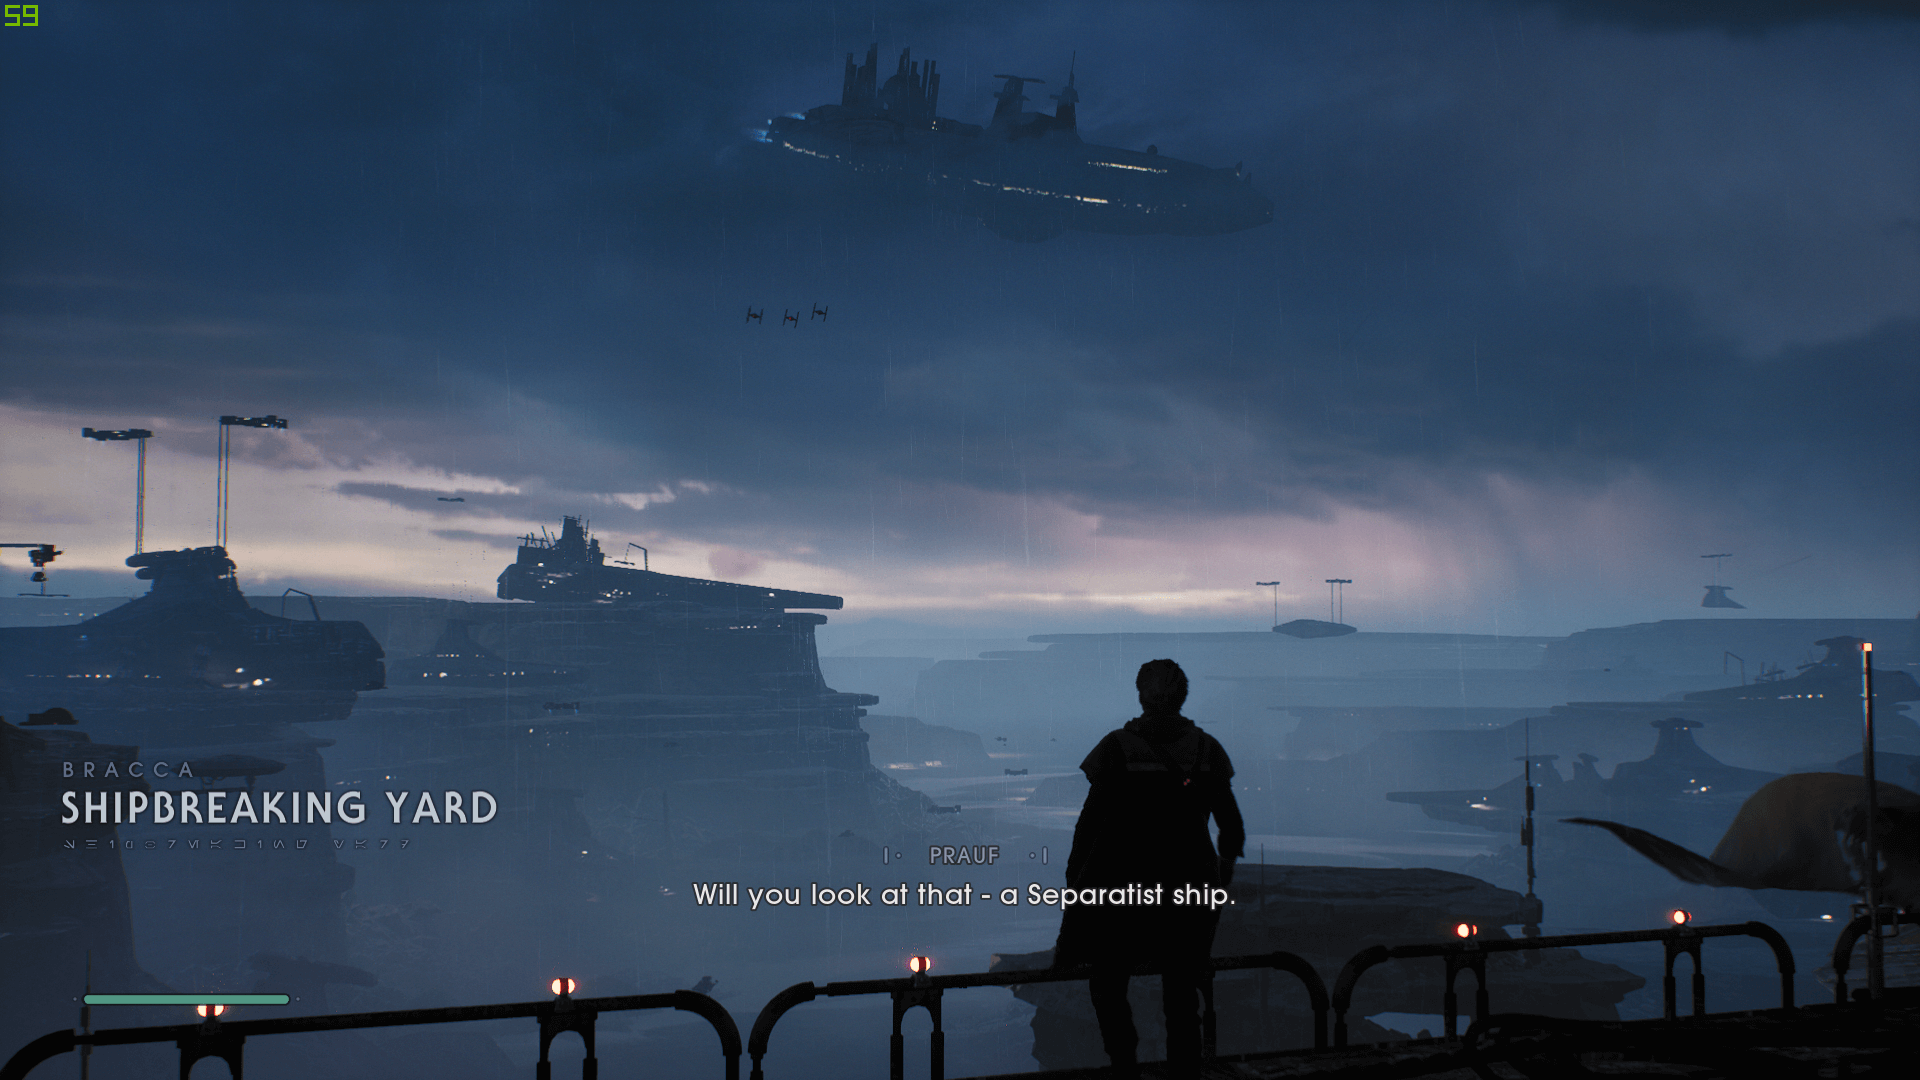 59
BRACCA
SHIPBREAKING YARD
PRAUF
Will you look at that - a Separatist ship.